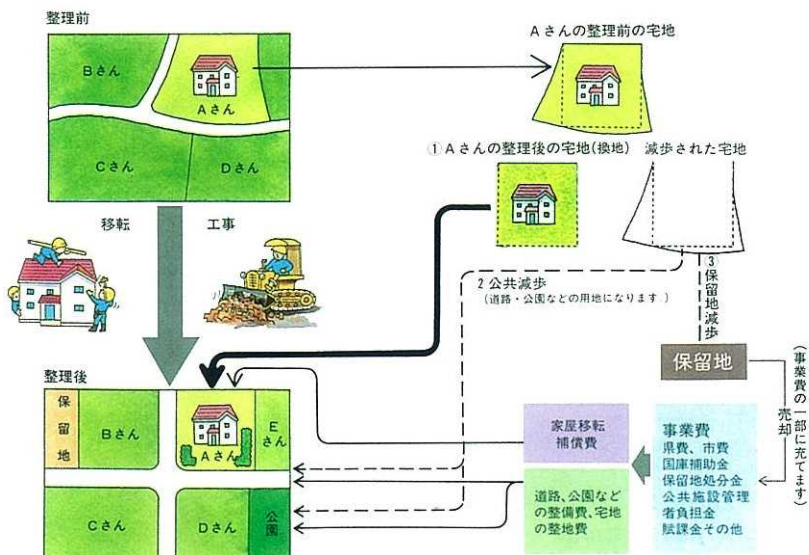 整理前
Bさん
Aさん
Cさん
Dさん
Aさんの整理前の宅地
①Aさんの整理後の宅地(換地)
減歩された宅地
移転
工事
2 公共減歩
(道路・公園などの用地になります.)
③保留地減歩
保留地
売却
(事業費の一部に充てます)
整理後
保留地
Bさん
Aさん
Eさん
Cさん
Dさん
公園
家屋移転
補償費
道路、公園など
の整備費、宅地
の整地費
事業費
県費、市費
国庫補助金
保留地処分金
公共施設管理
者負担金
賦課金その他